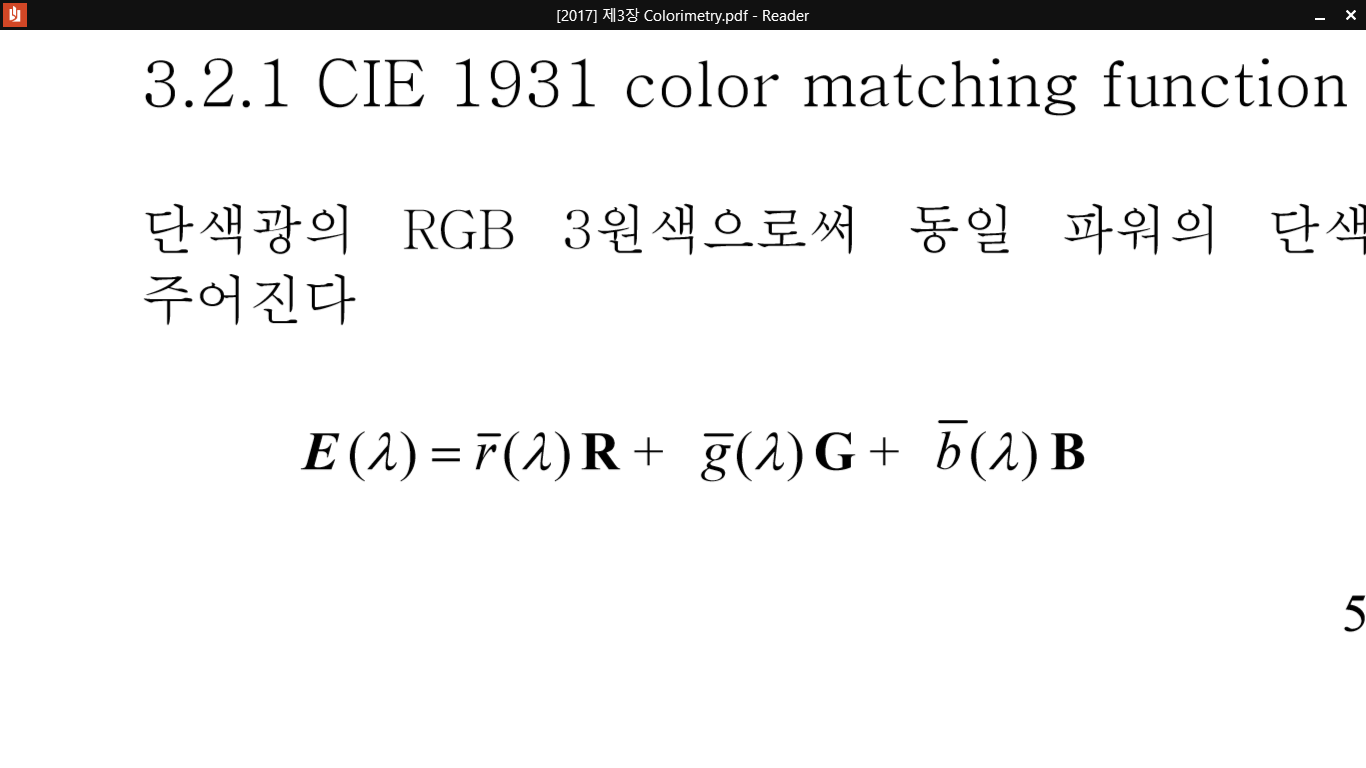 [2017] 제3장 Colorimetry.pdf - Reader
3.2.1 CIE 1931 color matching function
단색광의 RGB 3원색으로써 동일 파워의 단색
주어진다
E(λ) = r̅(λ) R + g̅(λ) G + b̅(λ) B
5